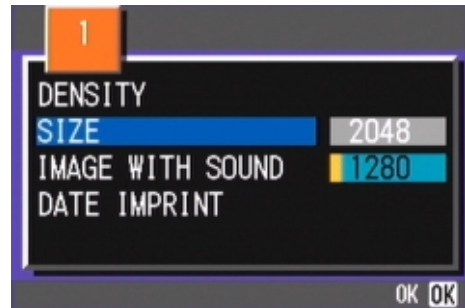 1
DENSITY
SIZE 2048
IMAGE WITH SOUND 1280
DATE IMPRINT
OK OK